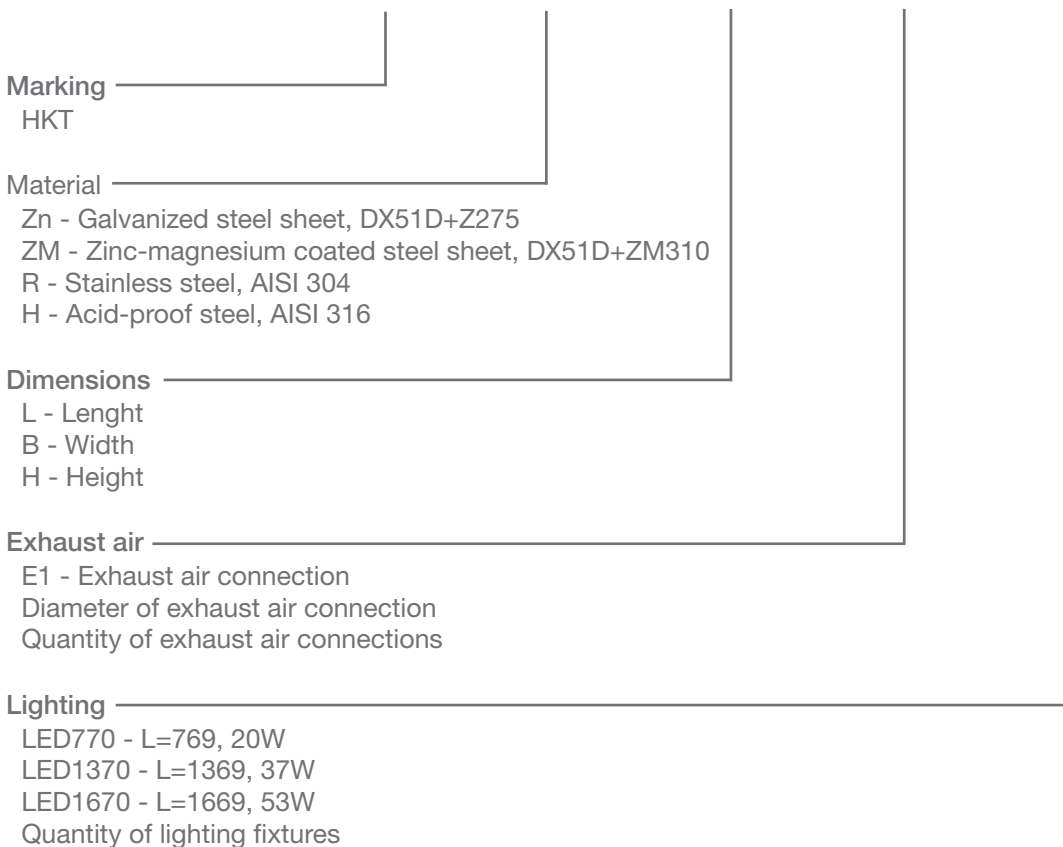 Marking
HKT
Material
Zn - Galvanized steel sheet, DX51D+Z275
ZM - Zinc-magnesium coated steel sheet, DX51D+ZM310
R - Stainless steel, AISI 304
H - Acid-proof steel, AISI 316
Dimensions
L - Lenght
B - Width
H - Height
Exhaust air
E1 - Exhaust air connection
Diameter of exhaust air connection
Quantity of exhaust air connections
Lighting
LED770 - L=769, 20W
LED1370 - L=1369, 37W
LED1670 - L=1669, 53W
Quantity of lighting fixtures